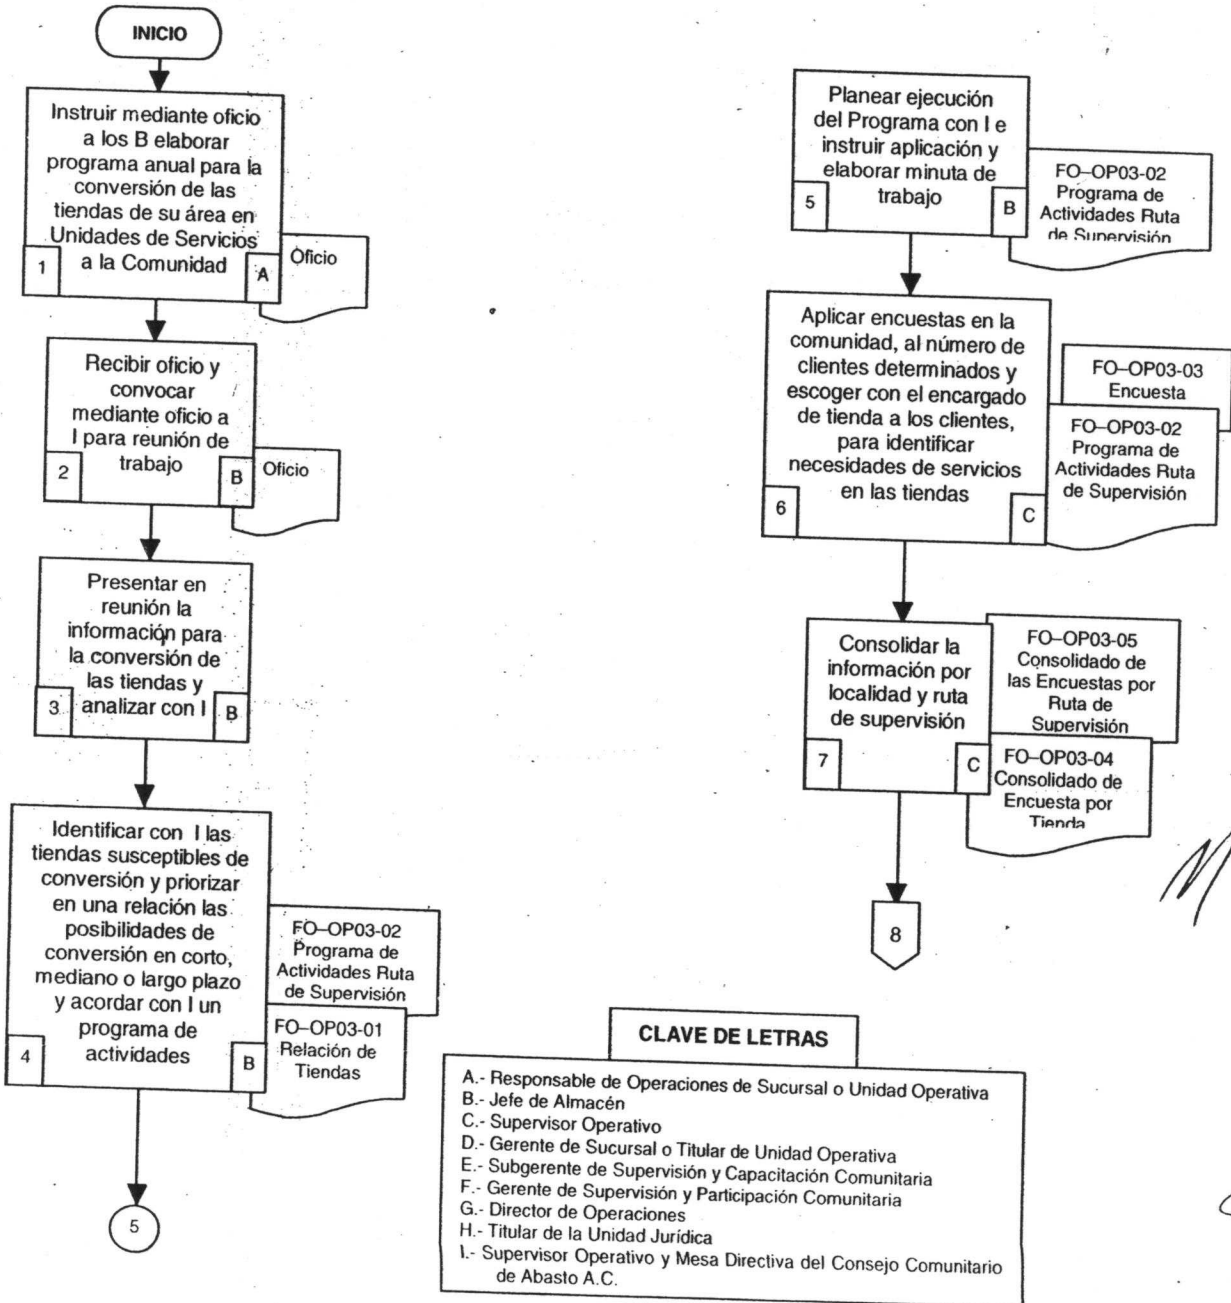 INICIO
Instruir mediante oficio
a los B elaborar
programa anual para la
conversión de las
tiendas de su área en
Unidades de Servicios
a la Comunidad
1
A
Oficio
Recibir oficio y
convocar
mediante oficio a
I para reunión de
trabajo
2
B
Oficio
Presentar en
reunión la
información para
la conversión de
las tiendas y
analizar con I
3
B
Identificar con I las
tiendas susceptibles de
conversión y priorizar
en una relación las
posibilidades de
conversión en corto,
mediano o largo plazo
y acordar con I un
programa de
actividades
4
B
FO–OP03-02
Programa de
Actividades Ruta
de Supervisión
FO–OP03-01
Relación de
Tiendas
5
Planear ejecución
del Programa con I e
instruir aplicación y
elaborar minuta de
trabajo
5
B
FO–OP03-02
Programa de
Actividades Ruta
de Supervisión
Aplicar encuestas en la
comunidad, al número de
clientes determinados y
escoger con el encargado
de tienda a los clientes,
para identificar
necesidades de servicios
en las tiendas
6
C
FO–OP03-03
Encuesta
FO–OP03-02
Programa de
Actividades Ruta
de Supervisión
Consolidar la
información por
localidad y ruta
de supervisión
7
C
FO–OP03-05
Consolidado de
las Encuestas por
Ruta de
Supervisión
FO–OP03-04
Consolidado de
Encuesta por
Tienda
8
CLAVE DE LETRAS
A.- Responsable de Operaciones de Sucursal o Unidad Operativa
B.- Jefe de Almacén
C.- Supervisor Operativo
D.- Gerente de Sucursal o Titular de Unidad Operativa
E.- Subgerente de Supervisión y Capacitación Comunitaria
F.- Gerente de Supervisión y Participación Comunitaria
G.- Director de Operaciones
H.- Titular de la Unidad Jurídica
I.- Supervisor Operativo y Mesa Directiva del Consejo Comunitario
de Abasto A.C.